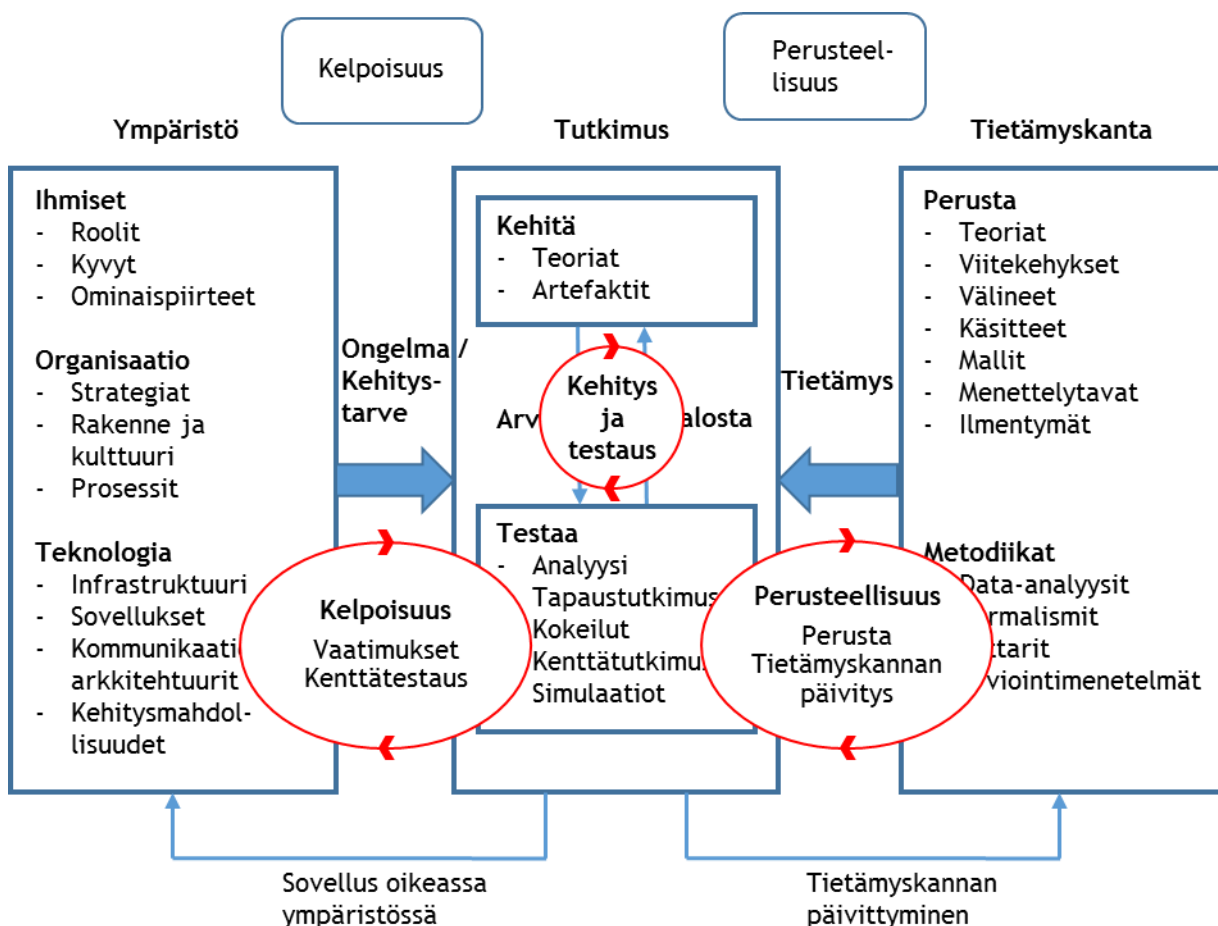 Kelpoisuus
Perusteel-
lisuus
Ympäristö
Tutkimus
Tietämyskanta
Ihmiset
- Roolit
- Kyvyt
- Ominaispiirteet
Organisaatio
- Strategiat
- Rakenne ja
kulttuuri
- Prosessit
Teknologia
- Infrastruktuuri
- Sovellukset
- Kommunikaatio
arkkitehtuurit
- Kehitysmahdol-
lisuudet
Ongelma /
Kehitys-
tarve
Kehitä
- Teoriat
- Artefaktit
Kehitys
ja
testaus
Testaa
- Analyysi
Tapaustutkimus
Kokeilut
Kenttätutkimus
Simulaatiot
Tietämys
Perusta
- Teoriat
- Viitekehykset
- Välineet
- Käsitteet
- Mallit
- Menettelytavat
- Ilmentymät
Metodiikat
Data-analyysit
Kelpoisuus
Vaatimukset
Kenttätestaus
Perusteellisuus
Perusta
Tietämyskannan
päivitys
Sovellus oikeassa
ympäristössä
Tietämyskannan
päivittyminen